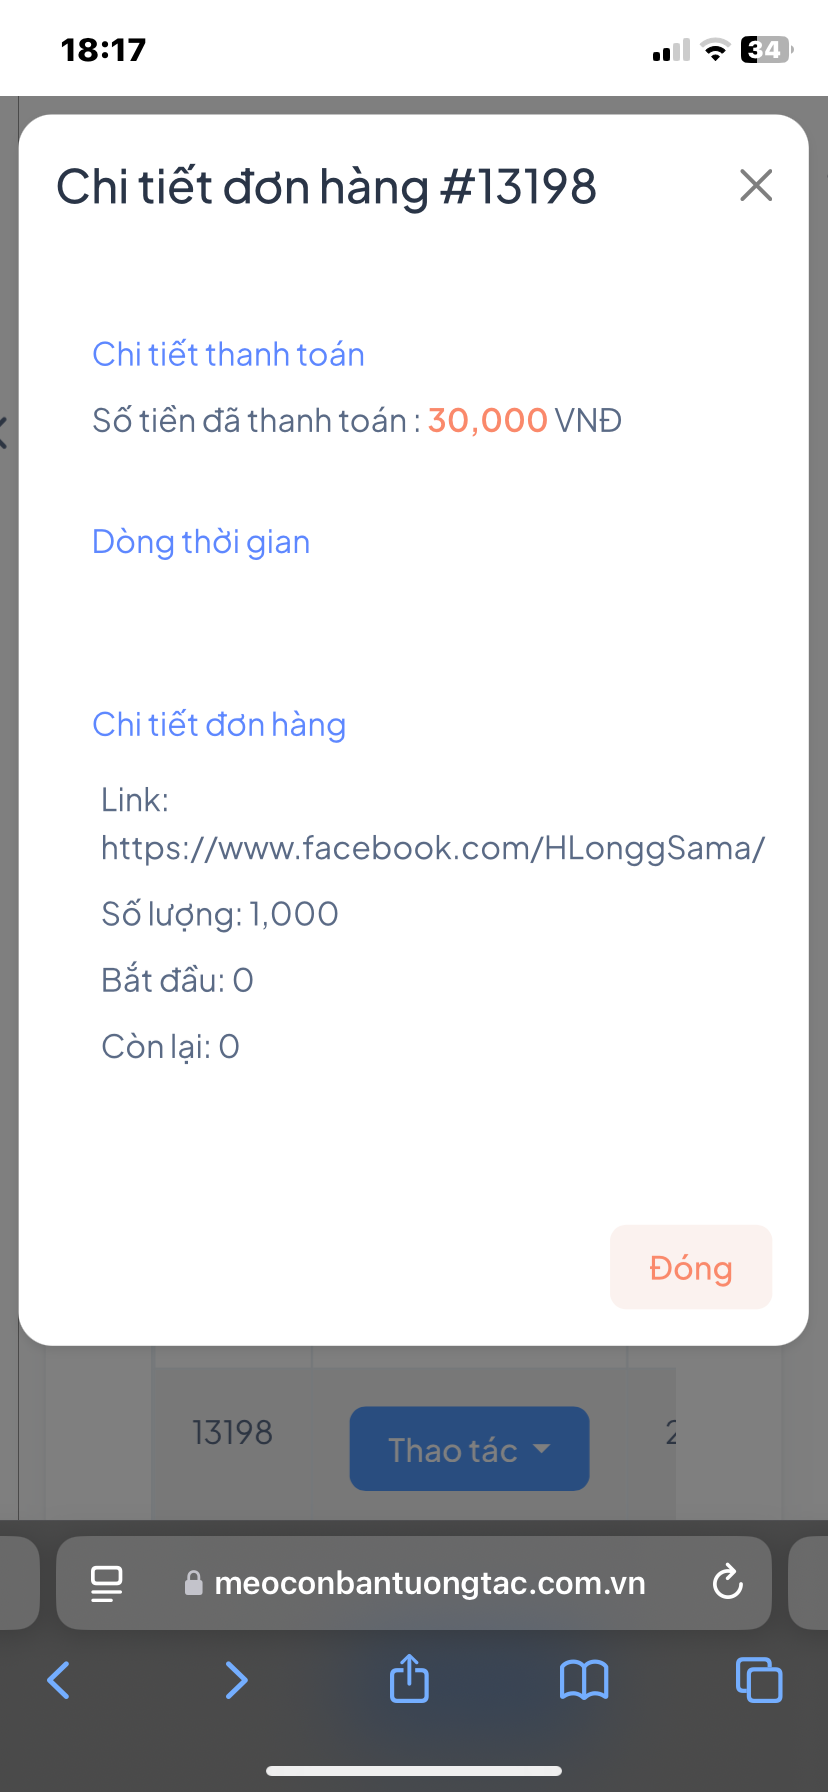 18:17
34
Chi tiết đơn hàng #13198
Chi tiết thanh toán
Số tiền đã thanh toán : 30,000 VNĐ
Dòng thời gian
Chi tiết đơn hàng
Link:
https://www.facebook.com/HLonggSama/
Số lượng: 1,000
Bắt đầu: 0
Còn lại: 0
Đóng
13198
Thao tác
meoconbantuongtac.com.vn